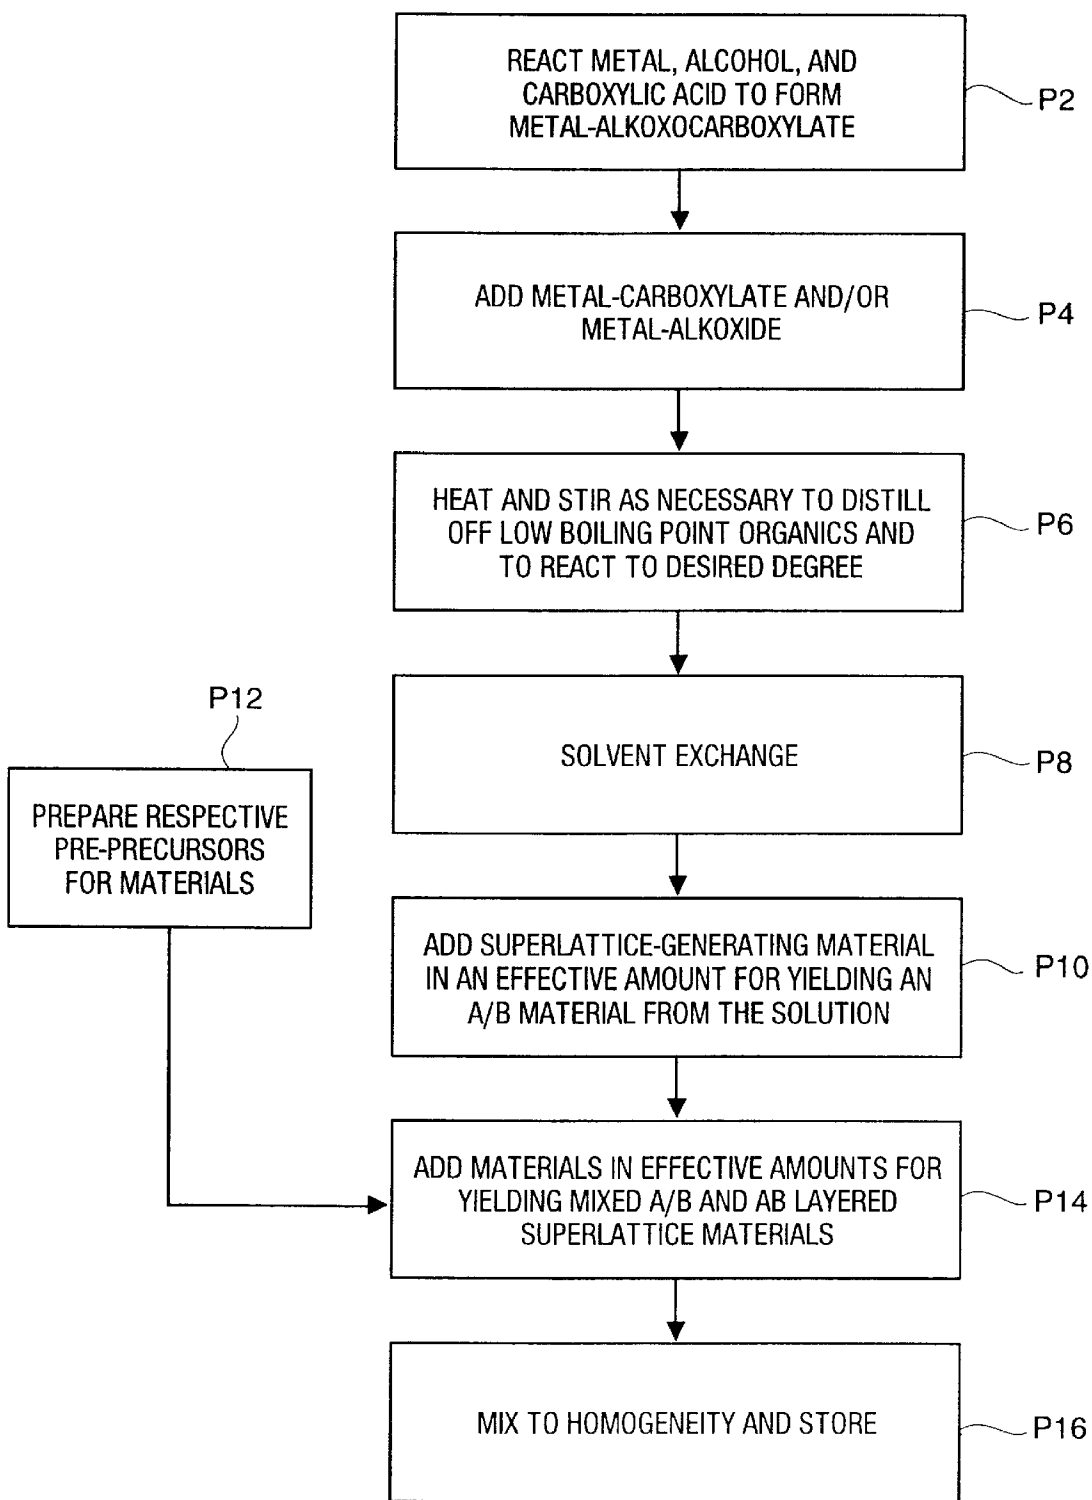 REACT METAL, ALCOHOL, AND
CARBOXYLIC ACID TO FORM
METAL-ALKOXOCARBOXYLATE
P2
ADD METAL-CARBOXYLATE AND/OR
METAL-ALKOXIDE
P4
HEAT AND STIR AS NECESSARY TO DISTILL
OFF LOW BOILING POINT ORGANICS AND
TO REACT TO DESIRED DEGREE
P6
SOLVENT EXCHANGE
P8
P12
PREPARE RESPECTIVE
PRE-PRECURSORS
FOR MATERIALS
ADD SUPERLATTICE-GENERATING MATERIAL
IN AN EFFECTIVE AMOUNT FOR YIELDING AN
A/B MATERIAL FROM THE SOLUTION
P10
ADD MATERIALS IN EFFECTIVE AMOUNTS FOR
YIELDING MIXED A/B AND AB LAYERED
SUPERLATTICE MATERIALS
P14
MIX TO HOMOGENEITY AND STORE
P16